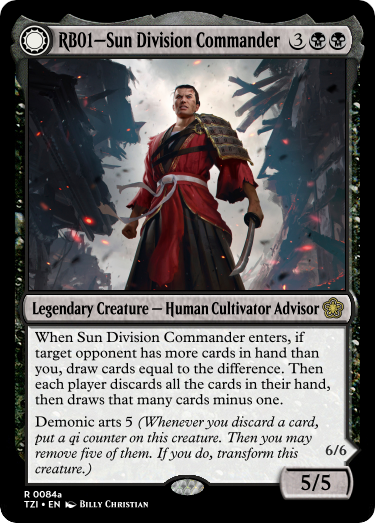 RB01—Sun Division Commander 3
Legendary Creature — Human Cultivator Advisor
When Sun Division Commander enters, if
target opponent has more cards in hand than
you, draw cards equal to the difference. Then
each player discards all the cards in their hand,
then draws that many cards minus one.
Demonic arts 5 (Whenever you discard a card,
put a qi counter on this creature. Then you may
remove five of them. If you do, transform this
creature.)
6/6
5/5
R 0084a
TZI • EN Billy Christian